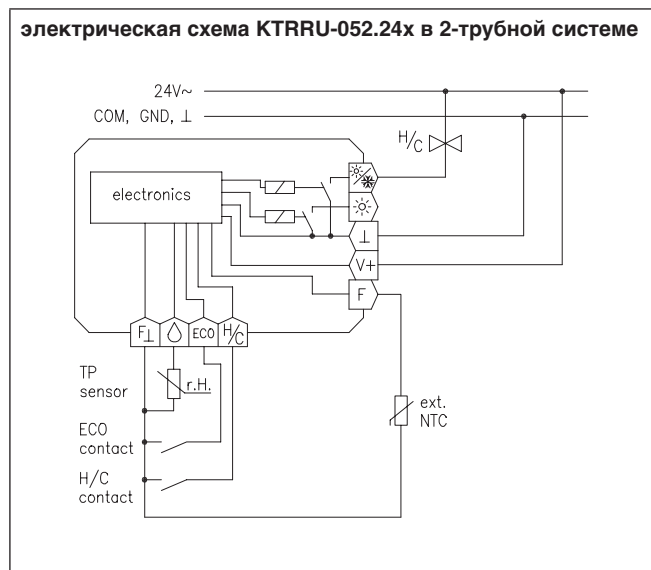 электрическая схема KTRRU-052.24x в 2-трубной системе
24V~
COM, GND, ⊥
H/C
electronics
⊥
V+
F
F⊥
ECO
H/C
TP
sensor
r.H.
ECO
contact
H/C
contact
ext.
NTC